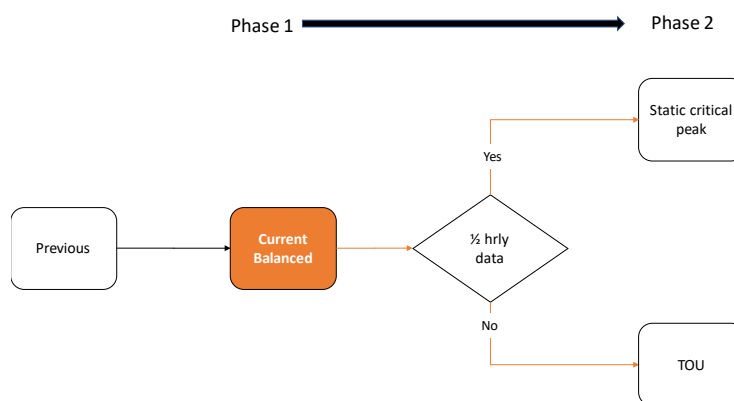 Phase 1
Phase 2
Static critical
peak
Yes
Previous
Current
Balanced
½ hrly
data
No
TOU